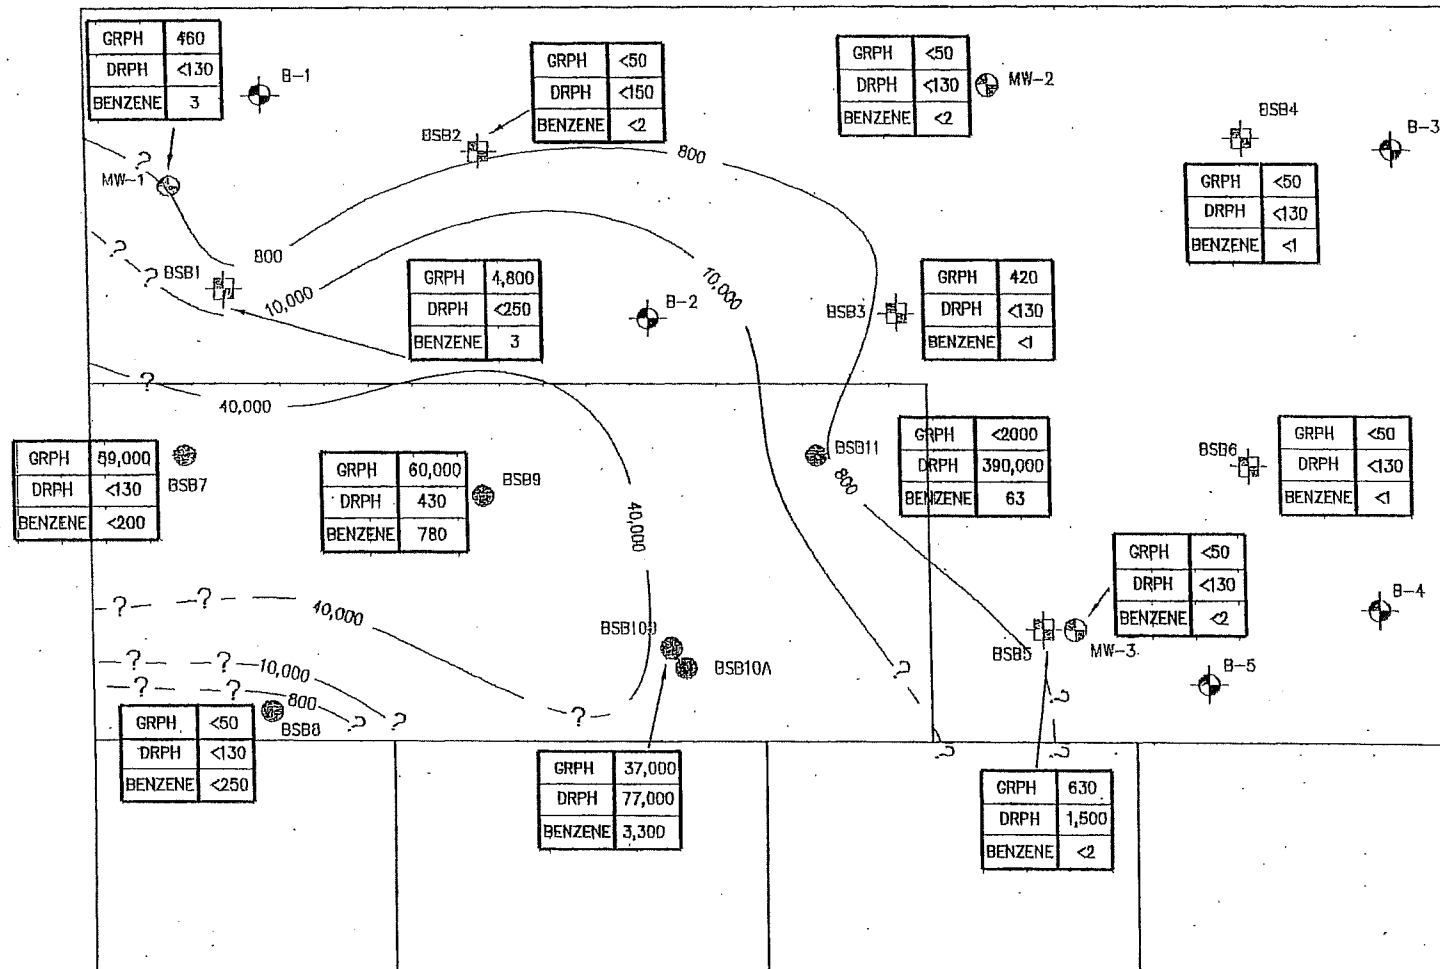 GRPH 460
DRPH <130
BENZENE 3
B-1
MW-1
GRPH <50
DRPH <150
BENZENE <2
BSB2
GRPH <50
DRPH <130
BENZENE <2
MW-2
BSB4
B-3
GRPH <50
DRPH <130
BENZENE <1
?
800
800
?
?
BSB1
10,000
10,000
GRPH 4,800
DRPH <250
BENZENE 3
B-2
BSB3
GRPH 420
DRPH <130
BENZENE <1
?
40,000
GRPH 59,000
DRPH <130
BENZENE <200
BSB7
GRPH 60,000
DRPH 430
BENZENE 780
BSB9
40,000
BSB11
800
GRPH <2000
DRPH 390,000
BENZENE 63
BSB6
GRPH <50
DRPH <130
BENZENE <1
GRPH <50
DRPH <130
BENZENE <2
B-4
?
?
40,000
BSB10B
BSB10A
BSB5
MW-3
B-5
?
?
?
10,000
?
?
800
?
?
?
?
BSB8
GRPH <50
DRPH <130
BENZENE <250
?
?
?
GRPH 37,000
DRPH 77,000
BENZENE 3,300
GRPH 630
DRPH 1,500
BENZENE <2